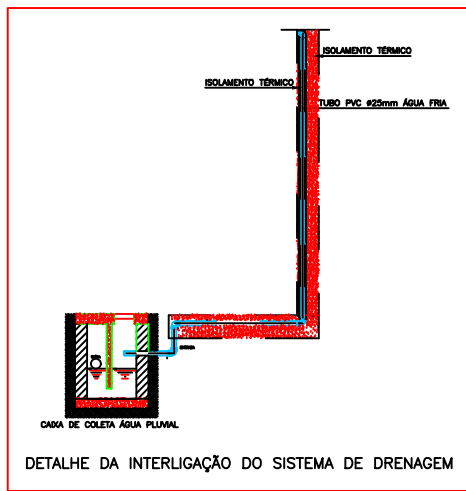 ISOLAMENTO TÉRMICO
ISOLAMENTO TÉRMICO
TUBO PVC ø25mm ÁGUA FRIA
CAIXA DE COLETA ÁGUA PLUVIAL
DETALHE DA INTERLIGAÇÃO DO SISTEMA DE DRENAGEM